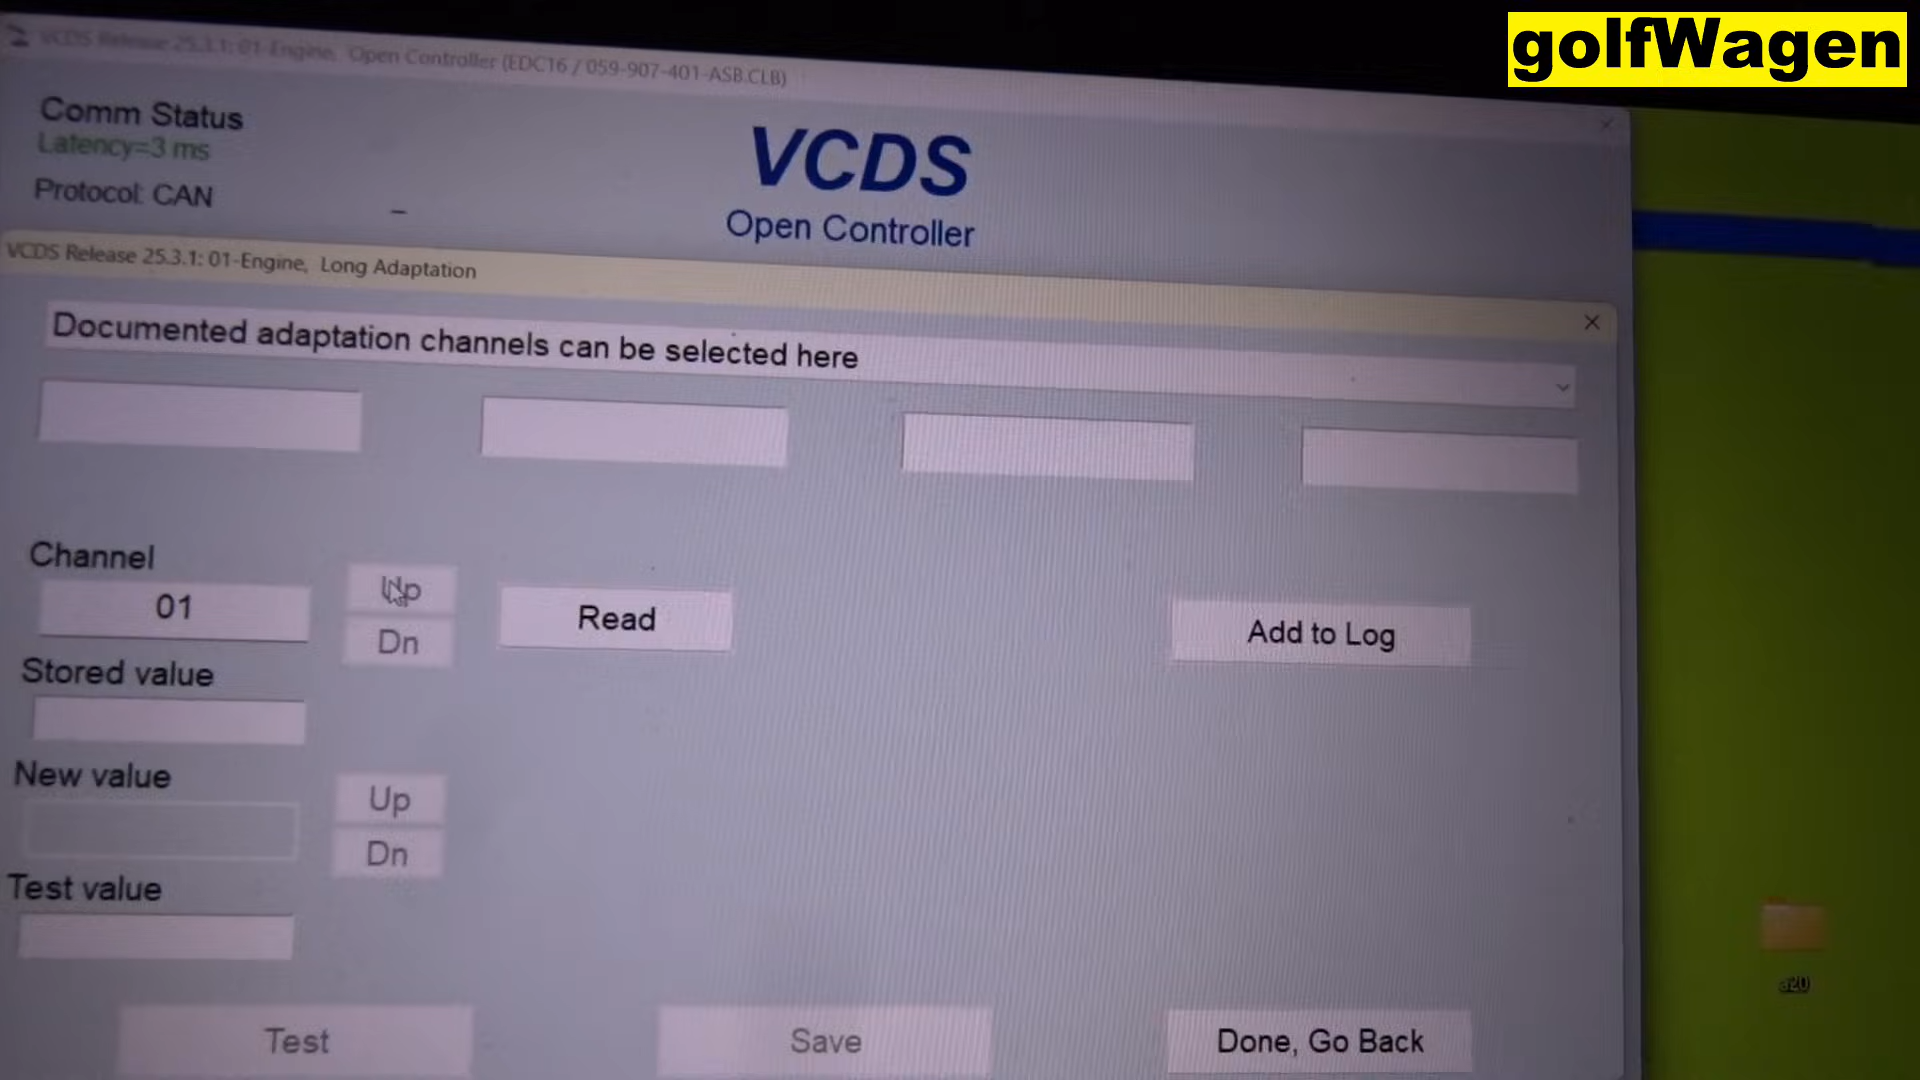 golfWagen
VCDS Release 25.3.1: 01-Engine, Open Controller (EDC16 / 059-907-401-ASB.CLB)
Comm Status
Latency=3 ms
Protocol: CAN
VCDS
Open Controller
VCDS Release 25.3.1: 01-Engine, Long Adaptation
Documented adaptation channels can be selected here
Channel
01
Up
Dn
Read
Add to Log
Stored value
New value
Up
Dn
Test value
Test
Save
Done, Go Back
a20